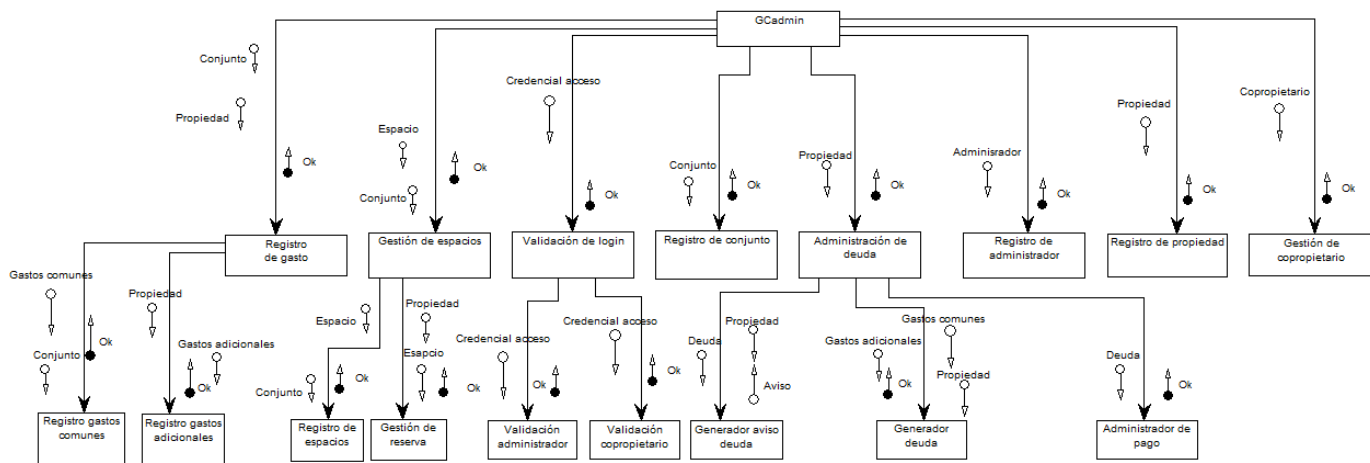 GCadmin
Conjunto
Propiedad
Ok
Espacio
Conjunto
Ok
Credencial acceso
Ok
Conjunto
Ok
Propiedad
Ok
Adminisrador
Ok
Propiedad
Ok
Copropietario
Ok
Registro
de gasto
Gestión de espacios
Validación de login
Registro de conjunto
Administración de
deuda
Registro de
administrador
Registro de propiedad
Gestión de
copropietario
Gastos comunes
Conjunto
Ok
Propiedad
Gastos adicionales
Ok
Espacio
Conjunto
Ok
Propiedad
Esapcio
Ok
Credencial acceso
Ok
Credencial acceso
Ok
Deuda
Propiedad
Aviso
Gastos comunes
Gastos adicionales
Ok
Propiedad
Deuda
Ok
Registro gastos
comunes
Registro gastos
adicionales
Registro de
espacios
Gestión de
reserva
Validación
administrador
Validación
copropietario
Generador aviso
deuda
Generador
deuda
Administrador de
pago